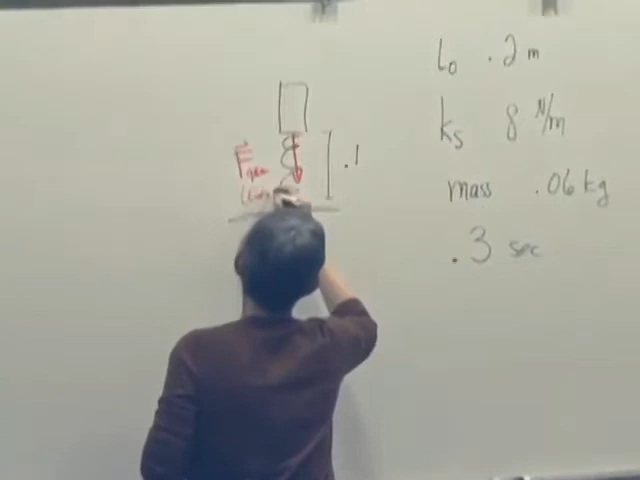 L₀ .2 m
kₛ 8 N/m
mass .06 kg
.3 sec
.1
F⃗